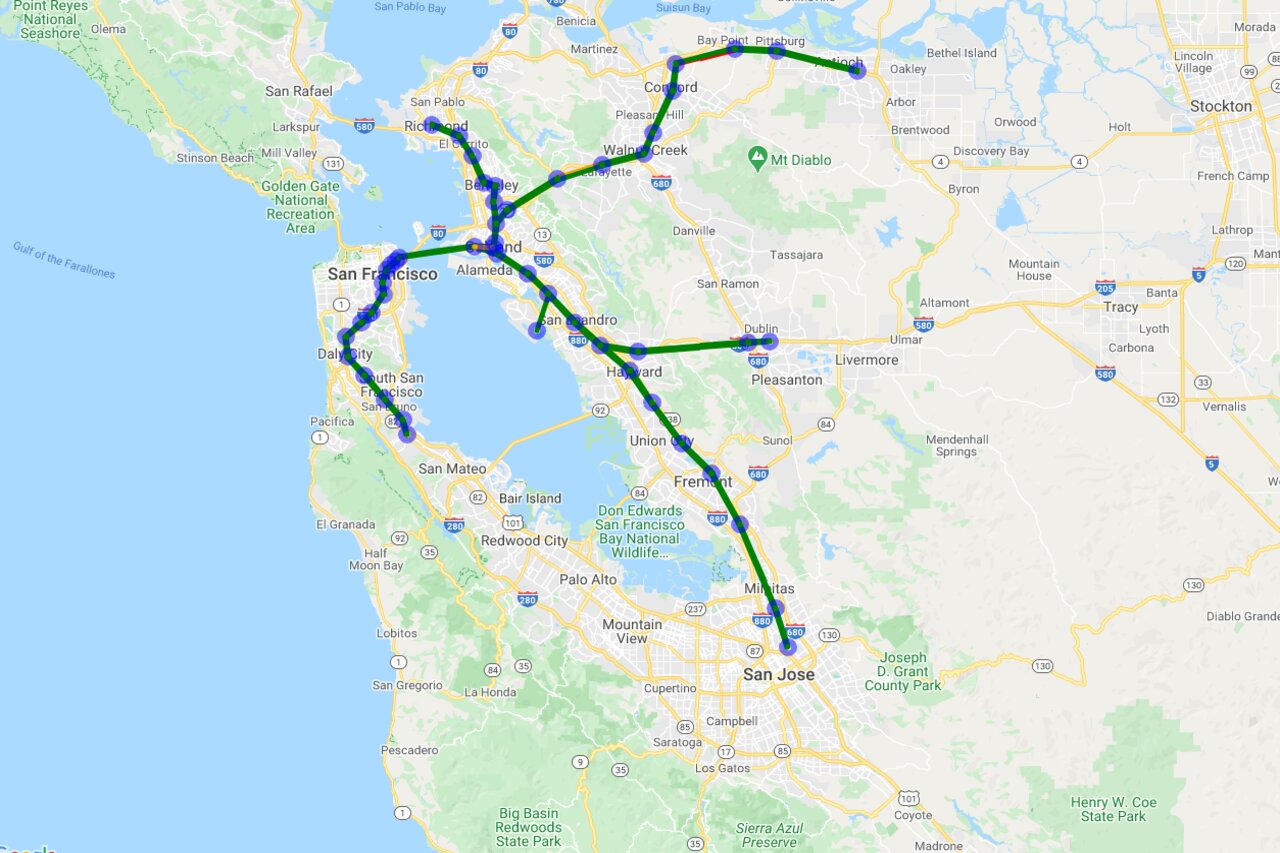 San Pablo Bay
Suisun Bay
Point Reyes
National
Seashore
Olema
80
Benicia
Martinez
Bay Point
Pittsburg
Antioch
Bethel Island
Oakley
Morada
Lincoln
Village
99
Stockton
San Rafael
80
San Pablo
Concord
Arbor
Larkspur
580
Richmond
El Cerrito
Pleasant Hill
Brentwood
Orwood
Holt
Stinson Beach
Mill Valley
131
Walnut Creek
Discovery Bay
4
4
Mt Diablo
Lafayette
680
Berkeley
Byron
French Camp
Golden Gate
National
Recreation
Area
80
13
Danville
Lathrop
Gulf of the Farallones
Oakland
580
Tassajara
120
San Francisco
Alameda
Mountain
House
5
205
Banta
1
San Ramon
Altamont
Tracy
San Leandro
580
Dublin
Lyoth
Ulmar
880
680
Carbona
Daly City
Livermore
Hayward
580
Pleasanton
33
South San
Francisco
San Bruno
132
Vernalis
92
Pacifica
1
84
Union City
Sunol
Mendenhall
Springs
5
San Mateo
680
Fremont
82
84
Bair Island
Don Edwards
San Francisco
Bay National
Wildlife...
880
El Granada
280
101
92
35
Redwood City
Half
Moon Bay
Palo Alto
Milpitas
130
280
237
Diablo Grande
880
680
130
Lobitos
Mountain
View
87
Joseph
D. Grant
County Park
1
84
35
130
San Jose
San Gregorio
La Honda
Cupertino
Campbell
85
Saratoga
17
85
Pescadero
9
35
Los Gatos
101
Coyote
Henry W. Coe
State Park
1
Big Basin
Redwoods
State Park
Sierra Azul
Preserve
35
Madrone